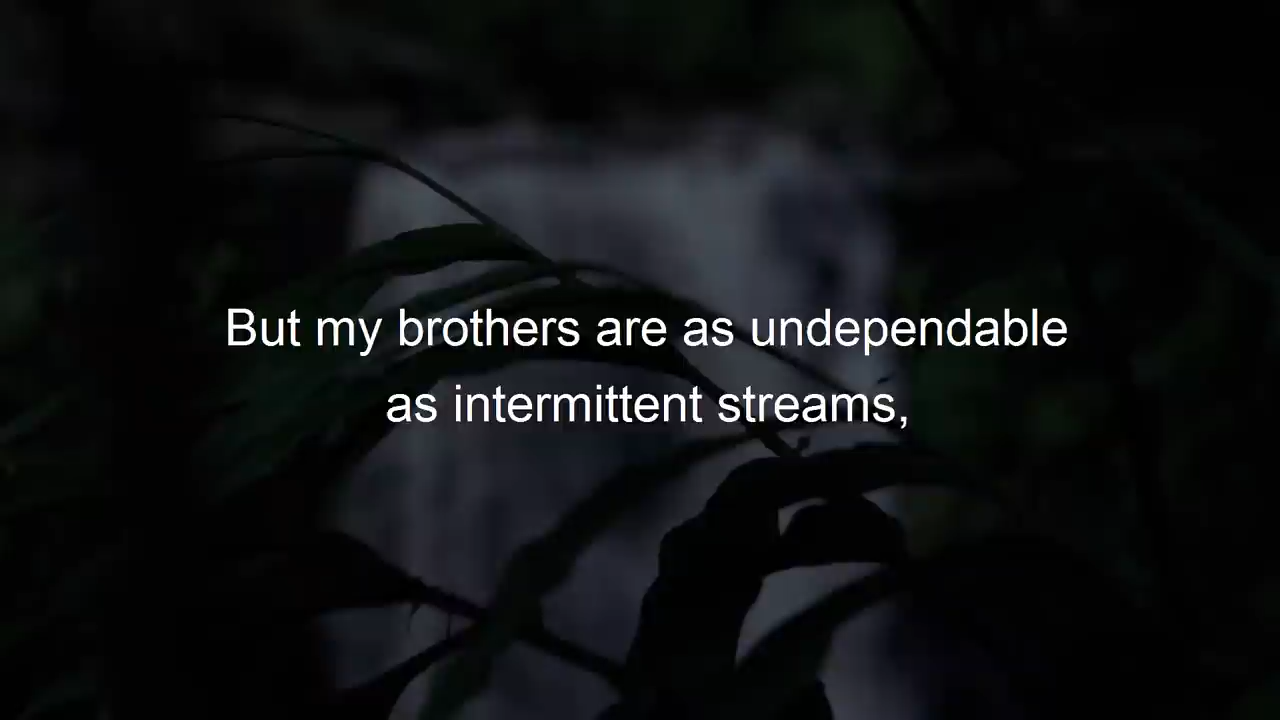 But my brothers are as undependable
as intermittent streams,